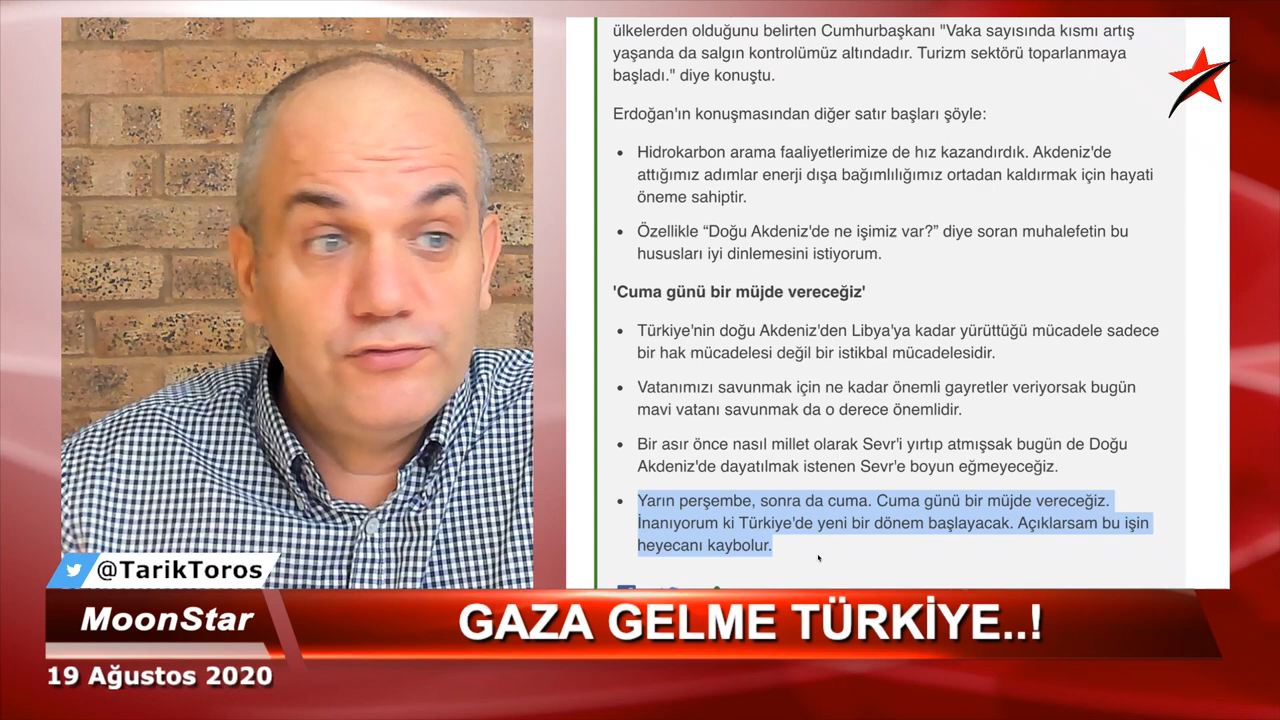 ülkelerden olduğunu belirten Cumhurbaşkanı "Vaka sayısında kısmı artış
yaşanda da salgın kontrolümüz altındadır. Turizm sektörü toparlanmaya
başladı." diye konuştu.
Erdoğan'ın konuşmasından diğer satır başları şöyle:
• Hidrokarbon arama faaliyetlerimize de hız kazandırdık. Akdeniz'de
attığımız adımlar enerji dışa bağımlılığımız ortadan kaldırmak için hayati
öneme sahiptir.
• Özellikle “Doğu Akdeniz'de ne işimiz var?” diye soran muhalefetin bu
hususları iyi dinlemesini istiyorum.
'Cuma günü bir müjde vereceğiz'
• Türkiye'nin doğu Akdeniz'den Libya'ya kadar yürüttüğü mücadele sadece
bir hak mücadelesi değil bir istikbal mücadelesidir.
• Vatanımızı savunmak için ne kadar önemli gayretler veriyorsak bugün
mavi vatanı savunmak da o derece önemlidir.
• Bir asır önce nasıl millet olarak Sevr'i yırtıp atmışsak bugün de Doğu
Akdeniz'de dayatılmak istenen Sevr'e boyun eğmeyeceğiz.
• Yarın perşembe, sonra da cuma. Cuma günü bir müjde vereceğiz.
İnanıyorum ki Türkiye'de yeni bir dönem başlayacak. Açıklarsam bu işin
heyecanı kaybolur.
@TarikToros
MoonStar
GAZA GELME TÜRKİYE..!
19 Ağustos 2020